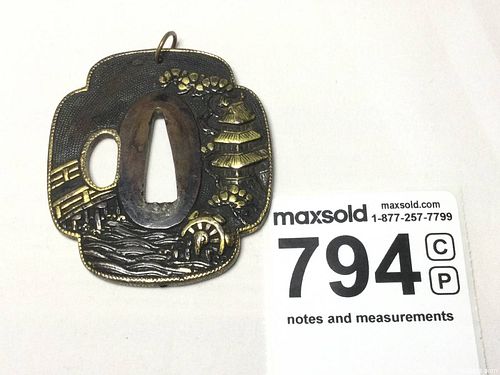 maxsold
maxsold.com
1-877-257-7799
794
C
P
notes and measurements